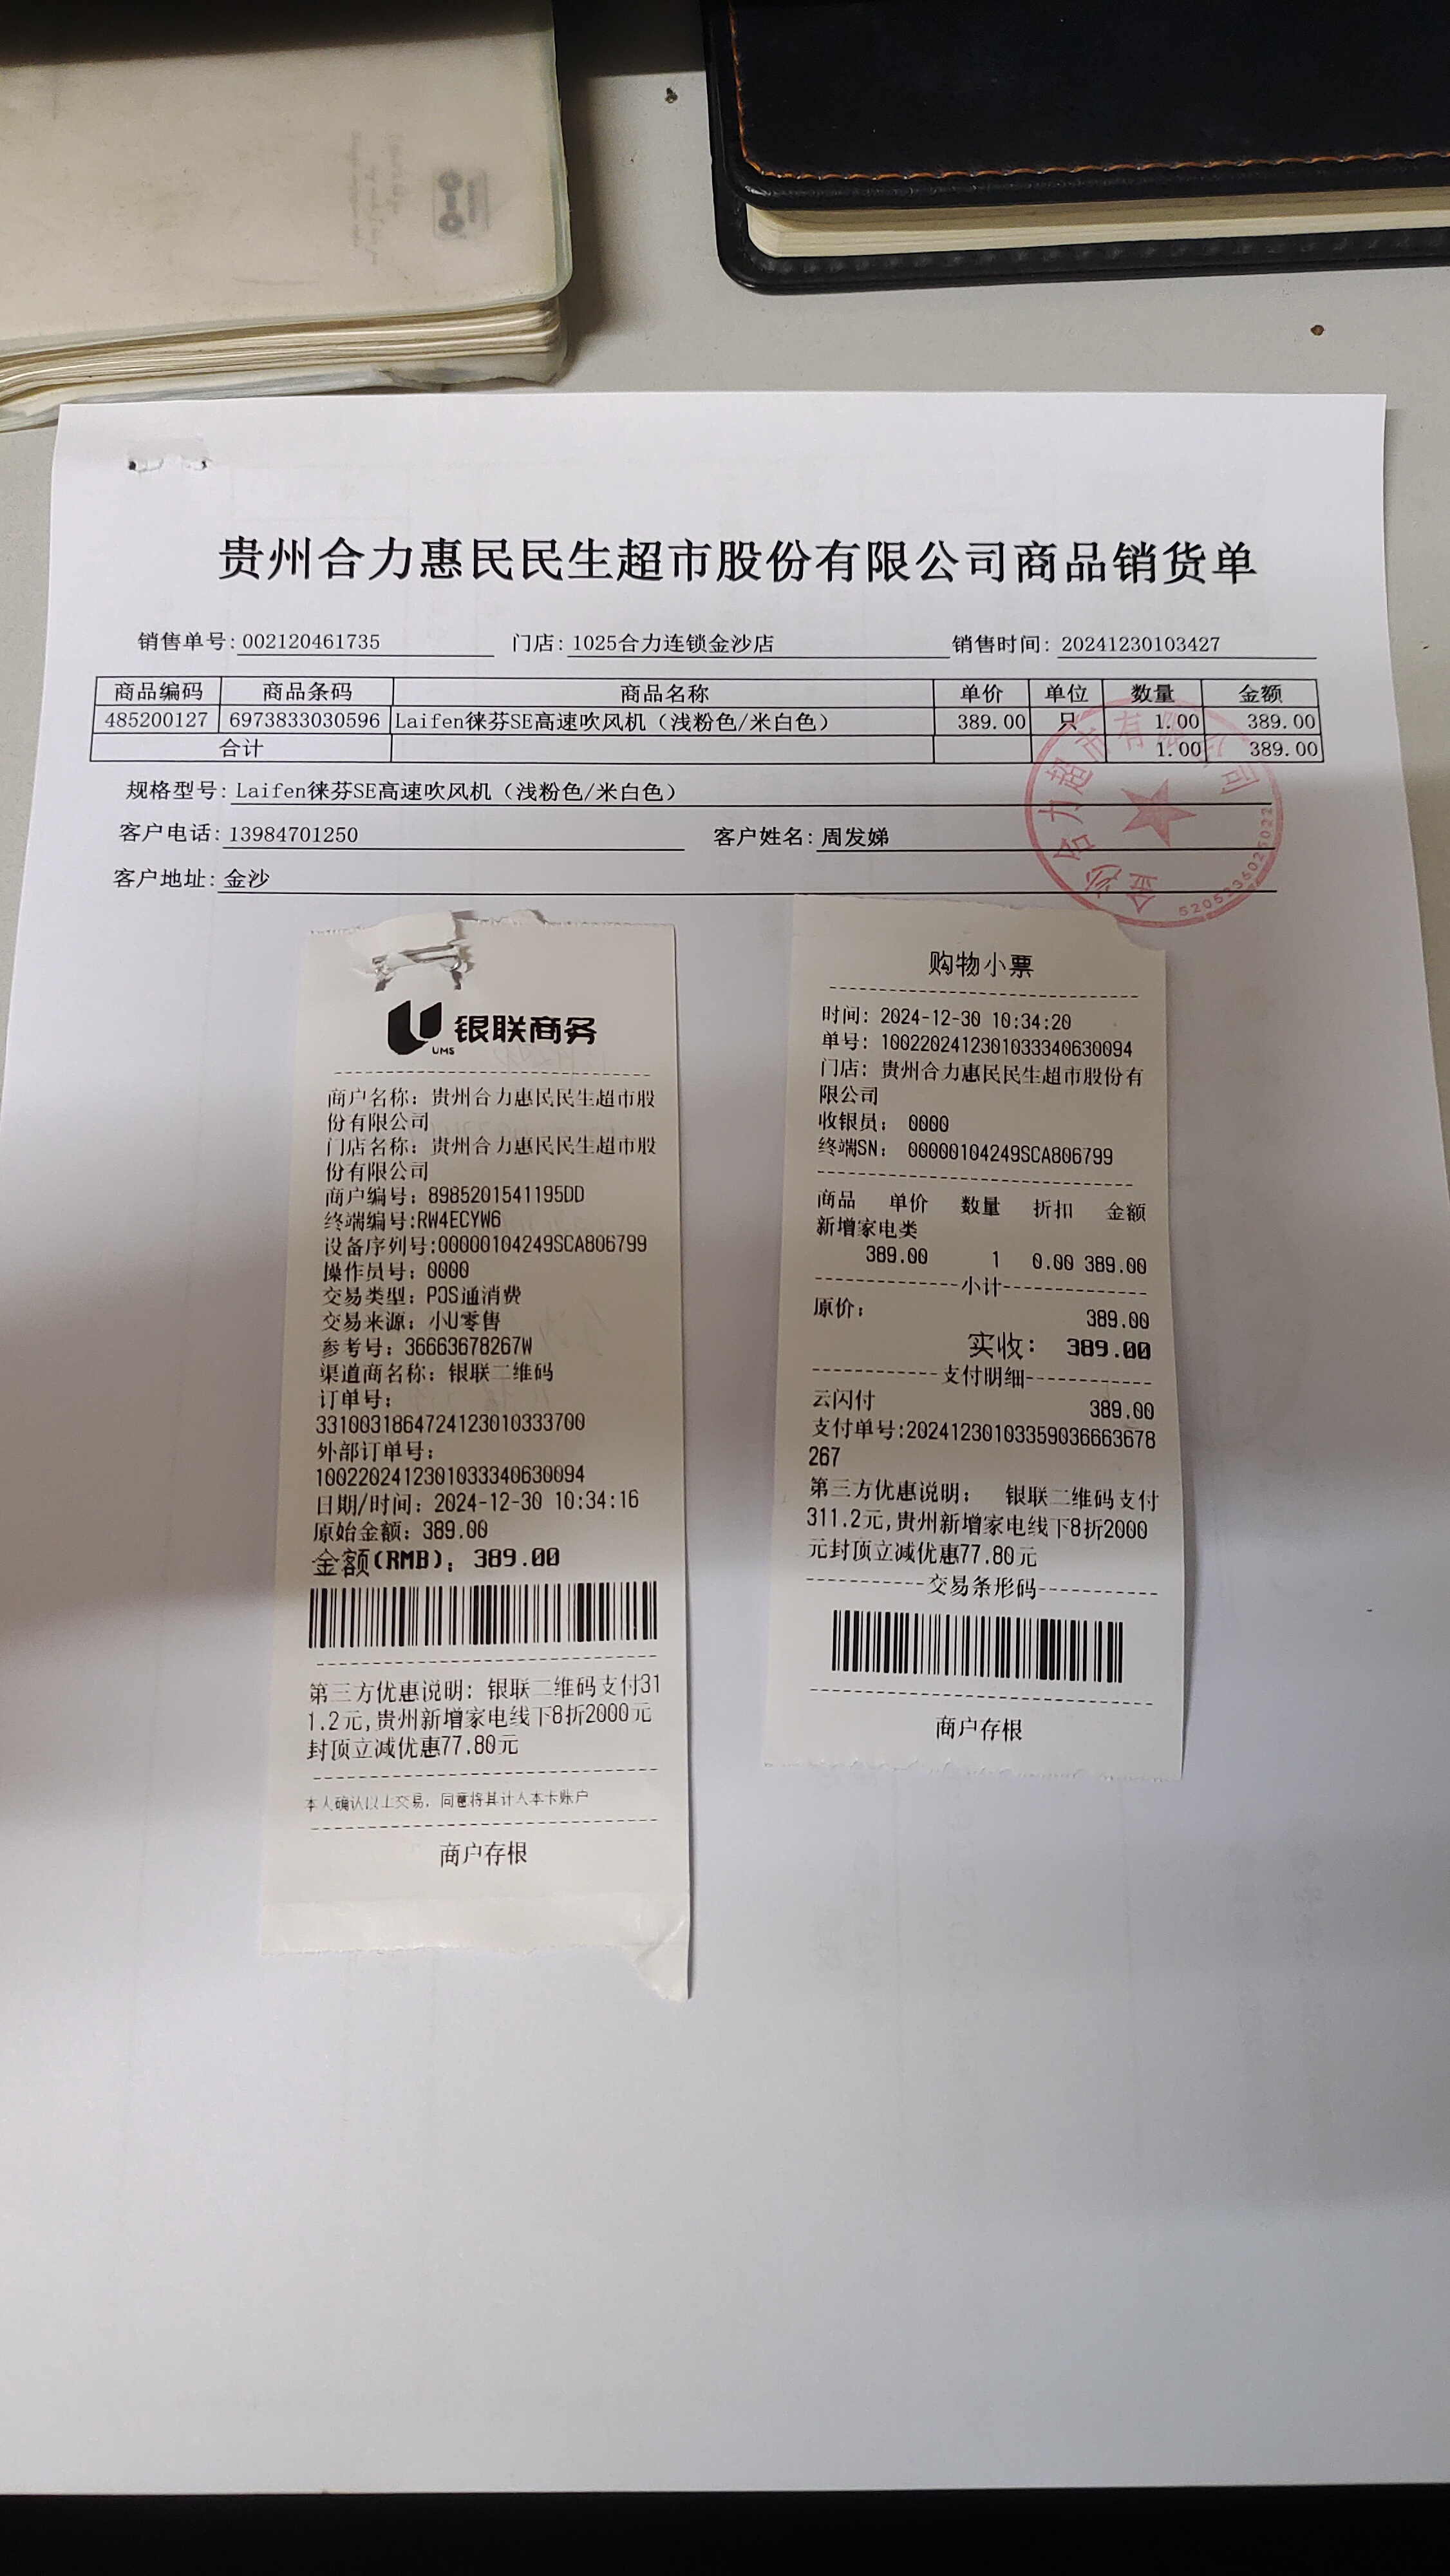 贵州合力惠民民生超市股份有限公司商品销货单
销售单号: 002120461735 门店: 1025合力连锁金沙店 销售时间: 20241230103427
商品编码 商品条码 商品名称 单价 单位 数量 金额
485200127 6973833030596 Laifen徕芬SE高速吹风机（浅粉色/米白色） 389.00 只 1.00 389.00
合计 1.00 389.00
规格型号: Laifen徕芬SE高速吹风机（浅粉色/米白色）
客户电话: 13984701250 客户姓名: 周发娣
客户地址: 金沙
金沙合力超市有限公司
银联商务
UMS
商户名称：贵州合力惠民民生超市股
份有限公司
门店名称：贵州合力惠民民生超市股
份有限公司
商户编号：8985201541195DD
终端编号:RW4ECYW6
设备序列号:00000104249SCA806799
操作员号：0000
交易类型：POS通消费
交易来源：小U零售
参考号：36663678267W
渠道商名称：银联二维码
订单号：
3310031864724123010333700
外部订单号：
1002202412301033340630094
日期/时间：2024-12-30 10:34:16
原始金额：389.00
金额(RMB)：389.00
第三方优惠说明：银联二维码支付31
1.2元,贵州新增家电线下8折2000元
封顶立减优惠77.80元
本人确认以上交易，同意将其计入本卡账户
商户存根
购物小票
时间：2024-12-30 10:34:20
单号：1002202412301033340630094
门店：贵州合力惠民民生超市股份有
限公司
收银员： 0000
终端SN： 00000104249SCA806799
商品 单价 数量 折扣 金额
新增家电类
389.00 1 0.00 389.00
小计
原价： 389.00
实收： 389.00
支付明细
云闪付 389.00
支付单号:20241230103359036663678
267
第三方优惠说明： 银联二维码支付
311.2元,贵州新增家电线下8折2000
元封顶立减优惠77.80元
交易条形码
商户存根